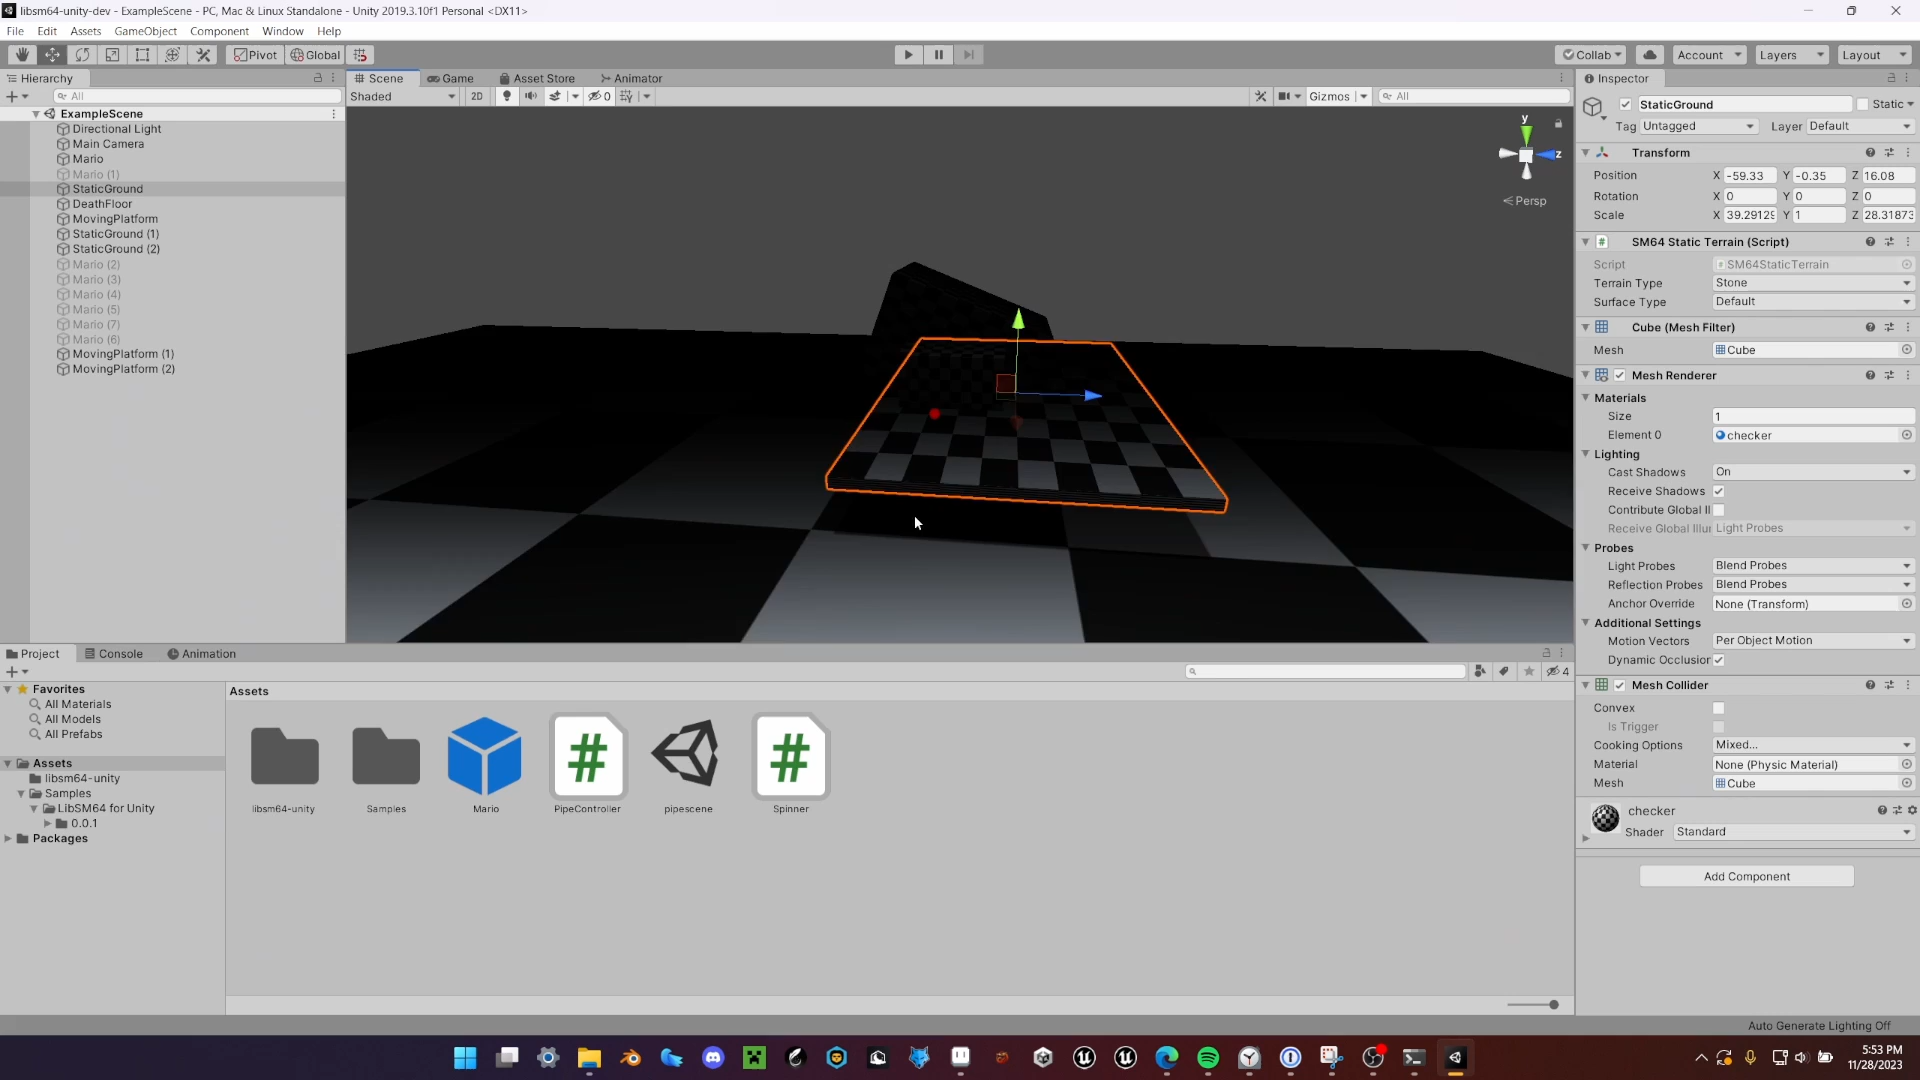 libsm64-unity-dev - ExampleScene - PC, Mac & Linux Standalone - Unity 2019.3.10f1 Personal <DX11>
File Edit Assets GameObject Component Window Help
Pivot Global Collab Account Layers Layout
Hierarchy
All
ExampleScene
Directional Light
Main Camera
Mario
Mario (1)
StaticGround
DeathFloor
MovingPlatform
StaticGround (1)
StaticGround (2)
Mario (2)
Mario (3)
Mario (4)
Mario (5)
Mario (7)
Mario (6)
MovingPlatform (1)
MovingPlatform (2)
Scene Game Asset Store Animator
Shaded 2D 0 Gizmos All
y
z
Persp
Inspector
StaticGround Static
Tag Untagged Layer Default
Transform
Position X -59.33 Y -0.35 Z 16.08
Rotation X 0 Y 0 Z 0
Scale X 39.29129 Y 1 Z 28.31873
# SM64 Static Terrain (Script)
Script SM64StaticTerrain
Terrain Type Stone
Surface Type Default
Cube (Mesh Filter)
Mesh Cube
Mesh Renderer
Materials
Size 1
Element 0 checker
Lighting
Cast Shadows On
Receive Shadows
Contribute Global Il
Receive Global Illur Light Probes
Probes
Light Probes Blend Probes
Reflection Probes Blend Probes
Anchor Override None (Transform)
Additional Settings
Motion Vectors Per Object Motion
Dynamic Occlusior
Mesh Collider
Convex
Is Trigger
Cooking Options Mixed...
Material None (Physic Material)
Mesh Cube
checker
Shader Standard
Add Component
Project Console Animation
4
Favorites
All Materials
All Models
All Prefabs
Assets
libsm64-unity
Samples
LibSM64 for Unity
0.0.1
Packages
Assets
# #
libsm64-unity Samples Mario PipeController pipescene Spinner
Auto Generate Lighting Off
5:53 PM
11/28/2023